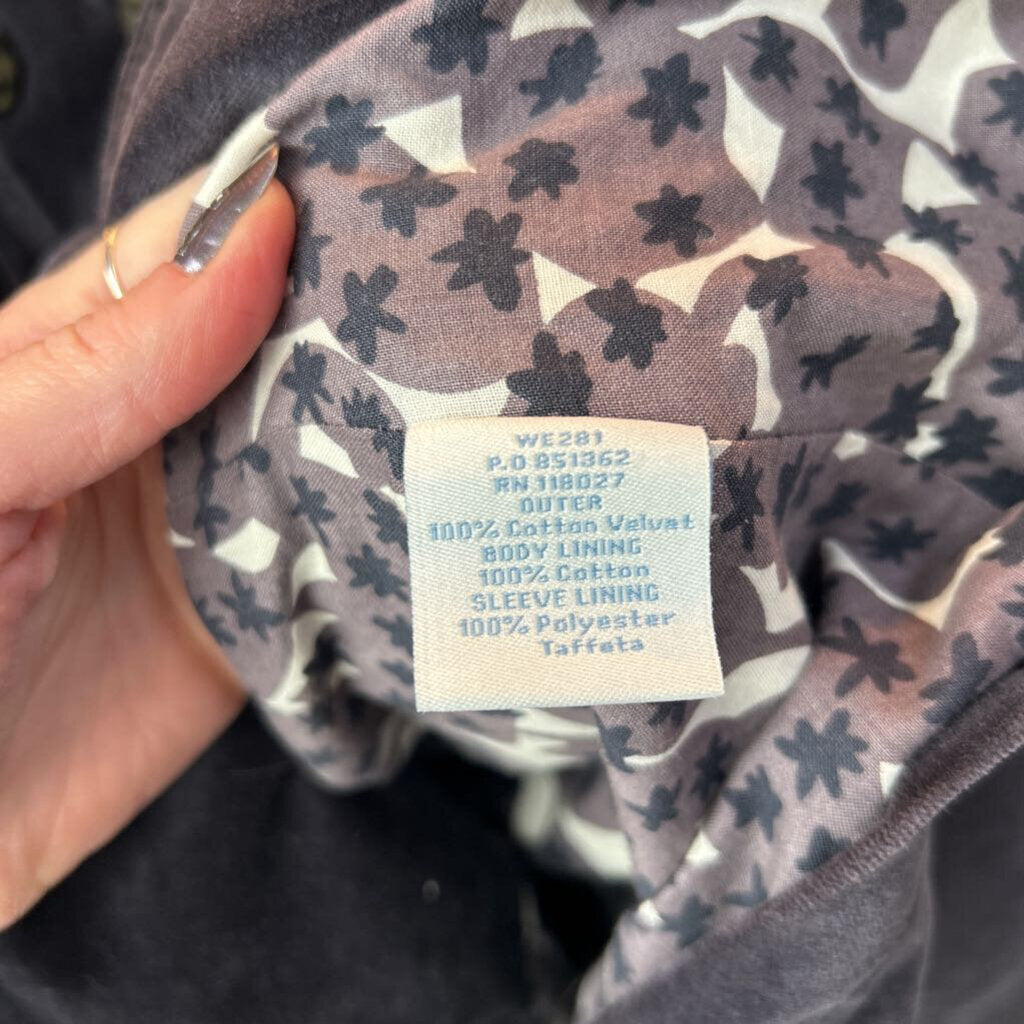 WE281
P.O 851362
RN 118027
OUTER
100% Cotton Velvet
BODY LINING
100% Cotton
SLEEVE LINING
100% Polyester
Taffeta